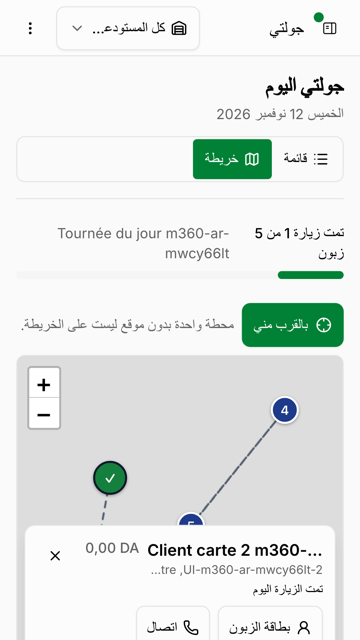 جولتي
كل المستودعـ...
جولتي اليوم
الخميس 12 نوفمبر 2026
قائمة
خريطة
تمت زيارة 1 من 5
زبون
Tournée du jour m360-ar-
mwcy66lt
بالقرب مني
محطة واحدة بدون موقع ليست على الخريطة.
+
−
4
5
Client carte 2 m360-...
0,00 DA
...tre ,UI-m360-ar-mwcy66lt-2
تمت الزيارة اليوم
بطاقة الزبون
اتصال